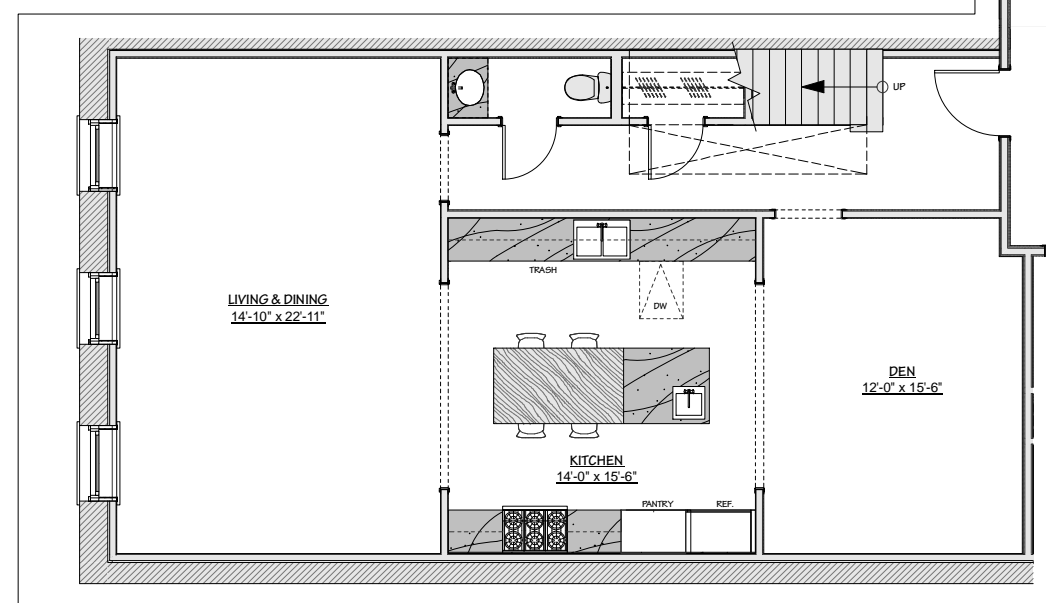 UP
TRASH
DW
LIVING & DINING
14'-10" x 22'-11"
DEN
12'-0" x 15'-6"
KITCHEN
14'-0" x 15'-6"
PANTRY
REF.